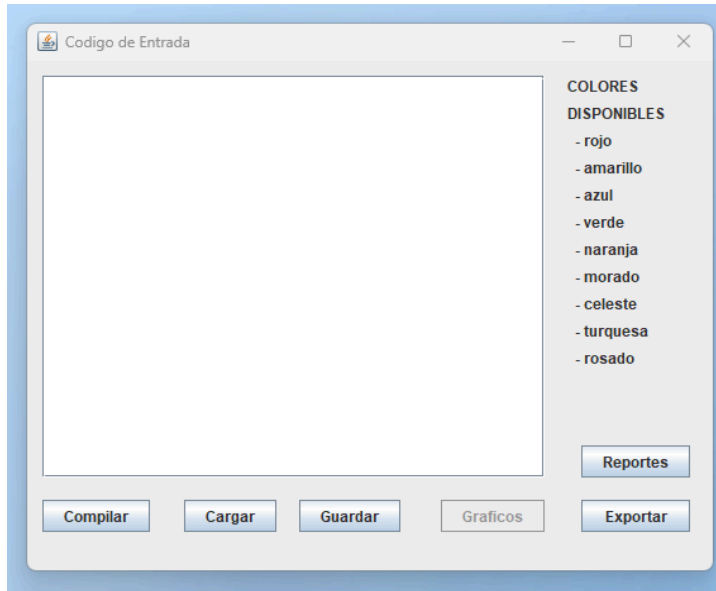 Codigo de Entrada
COLORES
DISPONIBLES
- rojo
- amarillo
- azul
- verde
- naranja
- morado
- celeste
- turquesa
- rosado
Reportes
Compilar Cargar Guardar Graficos Exportar